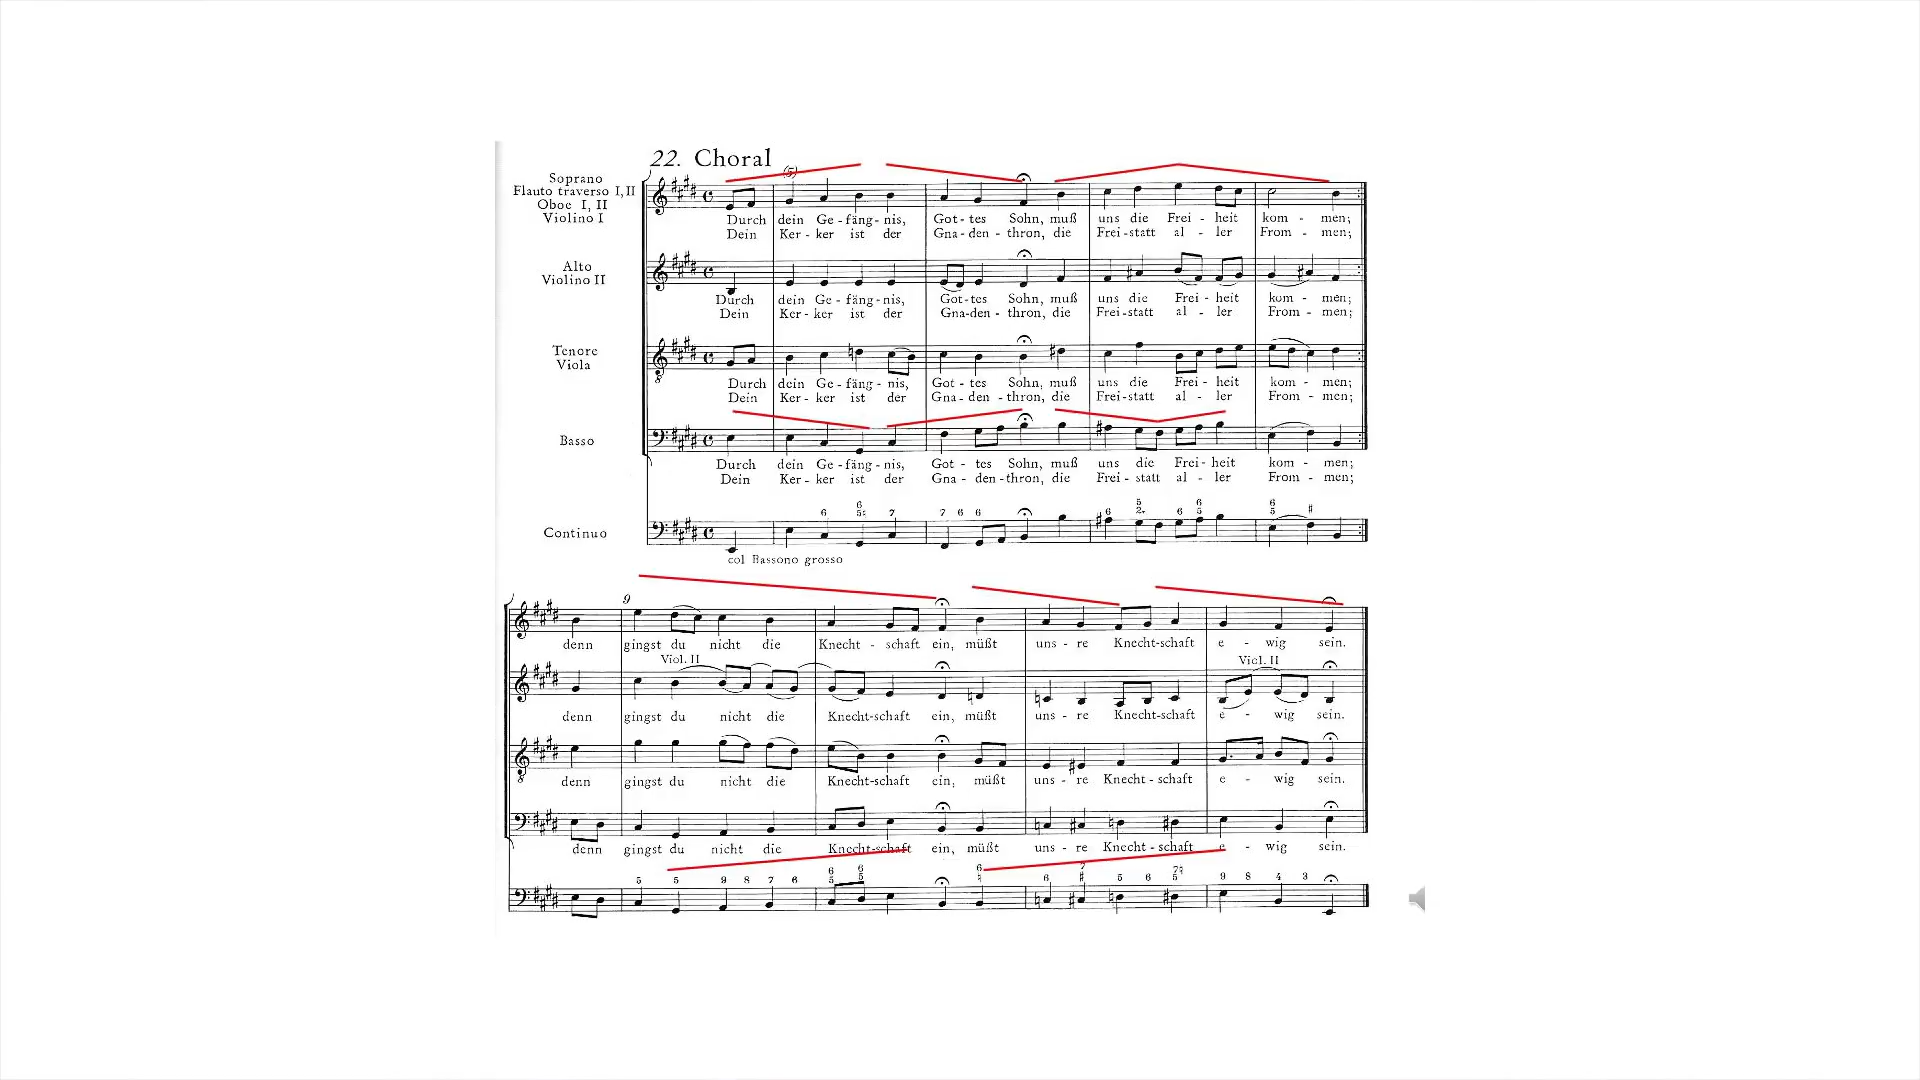 22. Choral
(5)
Soprano
Flauto traverso I, II
Oboe I, II
Violino I
Durch dein Ge - fäng - nis, Got - tes Sohn, muß uns die Frei - heit kom - men;
Dein Ker - ker ist der Gna - den - thron, die Frei - statt al - ler From - men;
Alto
Violino II
Durch dein Ge - fäng - nis, Got - tes Sohn, muß uns die Frei - heit kom - men;
Dein Ker - ker ist der Gna - den - thron, die Frei - statt al - ler From - men;
Tenore
Viola
Durch dein Ge - fäng - nis, Got - tes Sohn, muß uns die Frei - heit kom - men;
Dein Ker - ker ist der Gna - den - thron, die Frei - statt al - ler From - men;
Basso
Durch dein Ge - fäng - nis, Got - tes Sohn, muß uns die Frei - heit kom - men;
Dein Ker - ker ist der Gna - den - thron, die Frei - statt al - ler From - men;
Continuo
col Bassono grosso
9
denn gingst du nicht die Knecht - schaft ein, müßt uns - re Knecht - schaft e - wig sein.
Viol. II Viol. II
denn gingst du nicht die Knecht - schaft ein, müßt uns - re Knecht - schaft e - wig sein.
denn gingst du nicht die Knecht - schaft ein, müßt uns - re Knecht - schaft e - wig sein.
denn gingst du nicht die Knecht - schaft ein, müßt uns - re Knecht - schaft e - wig sein.